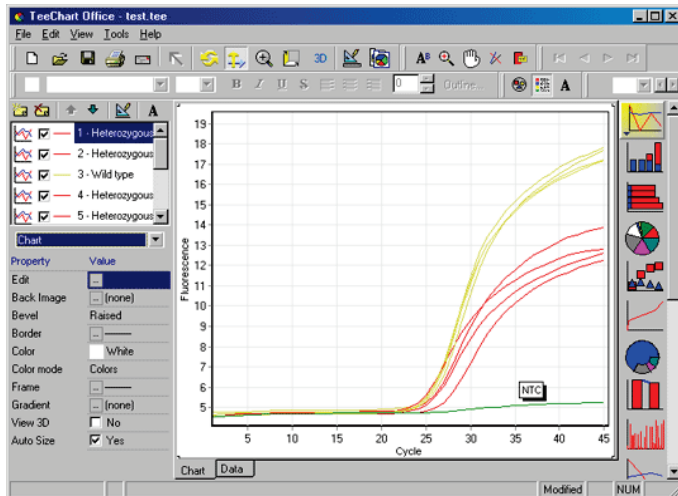 TeeChart Office - test.tee
File Edit View Tools Help
3D
B I U S 0 Outline...
1 - Heterozygous
2 - Heterozygous
3 - Wild type
4 - Heterozygous
5 - Heterozygous
Chart
Property Value
Edit ...
Back Image ... (none)
Bevel Raised
Border ...
Color White
Color mode Colors
Frame ...
Gradient ... (none)
View 3D No
Auto Size Yes
Fluorescence
19
18
17
16
15
14
13
12
11
10
9
8
7
6
5
NTC
5 10 15 20 25 30 35 40 45
Cycle
Chart Data
Modified NUM